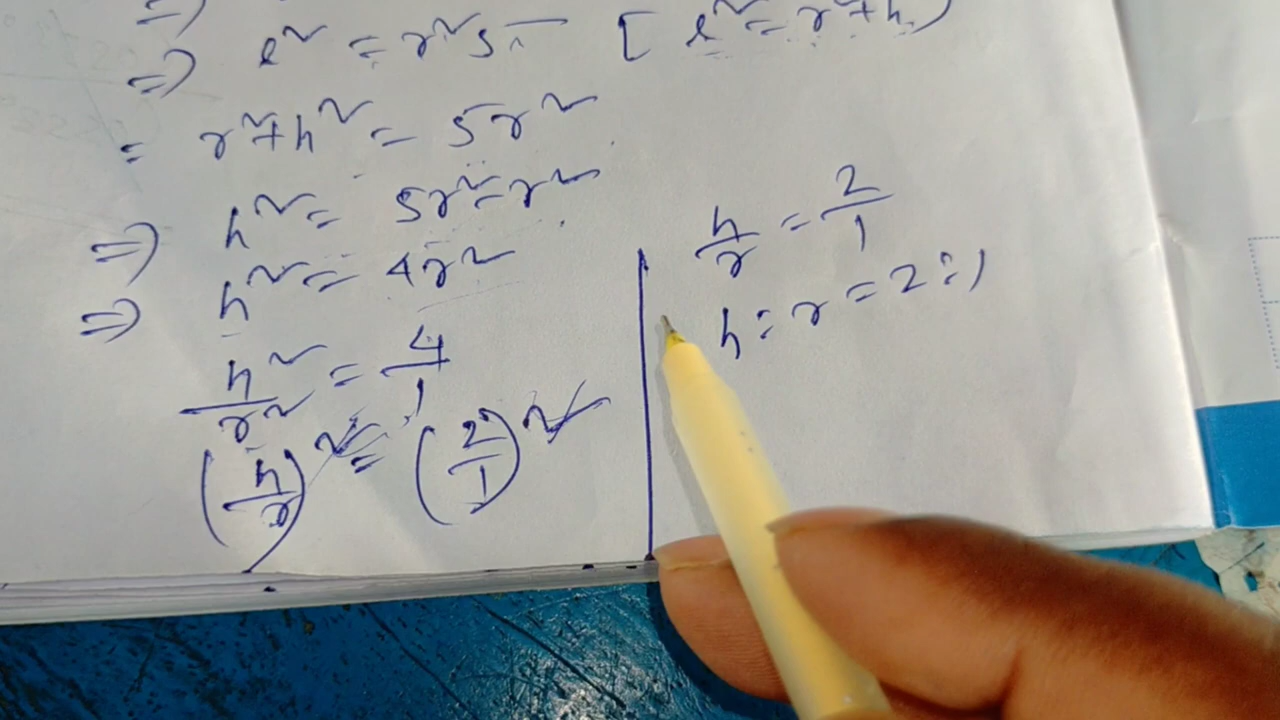 =)
=) l² = r²5 [ l² = r²+h)
= r²+h² = 5r²
=) h² = 5r²-r²
=) h² = 4r²
h²/r² = 4/1
(h/r)² = (2/1)²
h/r = 2/1
h:r = 2:1